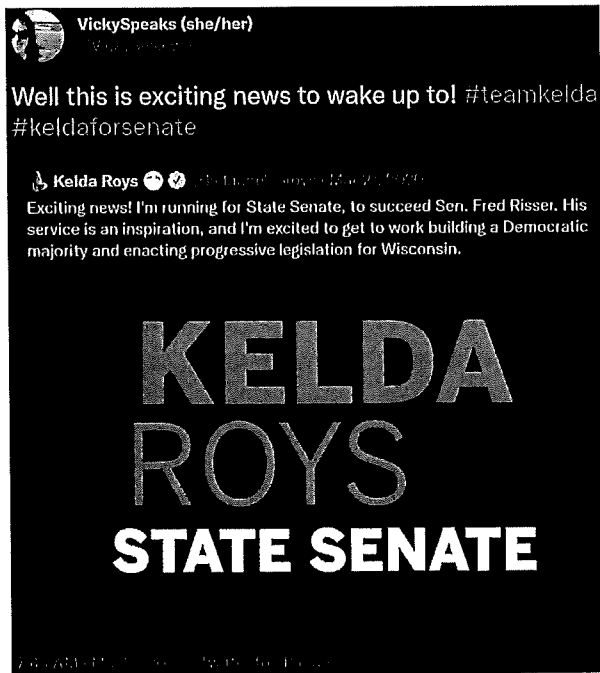 VickySpeaks (she/her)
Well this is exciting news to wake up to! #teamkelda
#keldaforsenate
Kelda Roys
Exciting news! I'm running for State Senate, to succeed Sen. Fred Risser. His
service is an inspiration, and I'm excited to get to work building a Democratic
majority and enacting progressive legislation for Wisconsin.
KELDA
ROYS
STATE SENATE